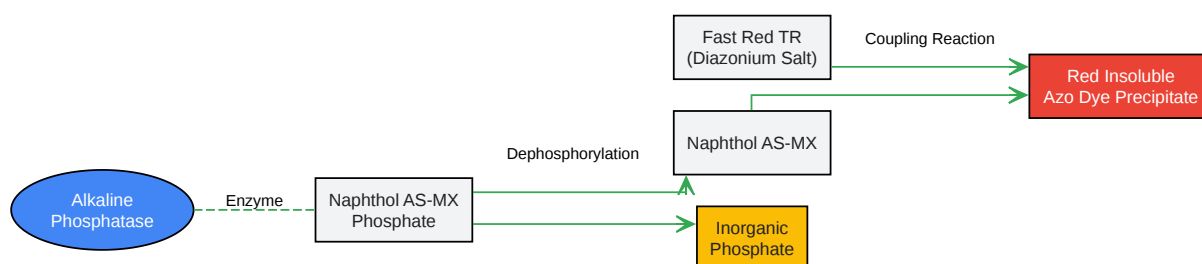 Fast Red TR
(Diazonium Salt)
Coupling Reaction
Red Insoluble
Azo Dye Precipitate
Naphthol AS-MX
Dephosphorylation
Alkaline
Phosphatase
Enzyme
Naphthol AS-MX
Phosphate
Inorganic
Phosphate